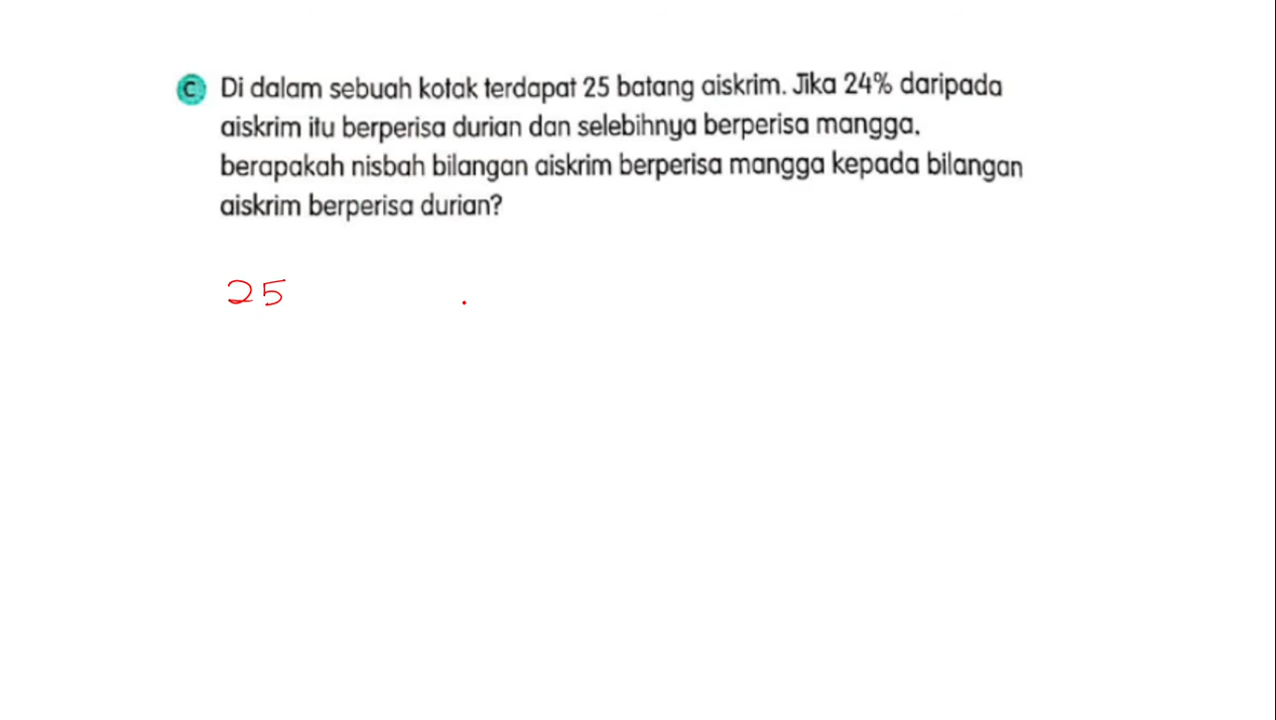 C Di dalam sebuah kotak terdapat 25 batang aiskrim. Jika 24% daripada
aiskrim itu berperisa durian dan selebihnya berperisa mangga,
berapakah nisbah bilangan aiskrim berperisa mangga kepada bilangan
aiskrim berperisa durian?
25